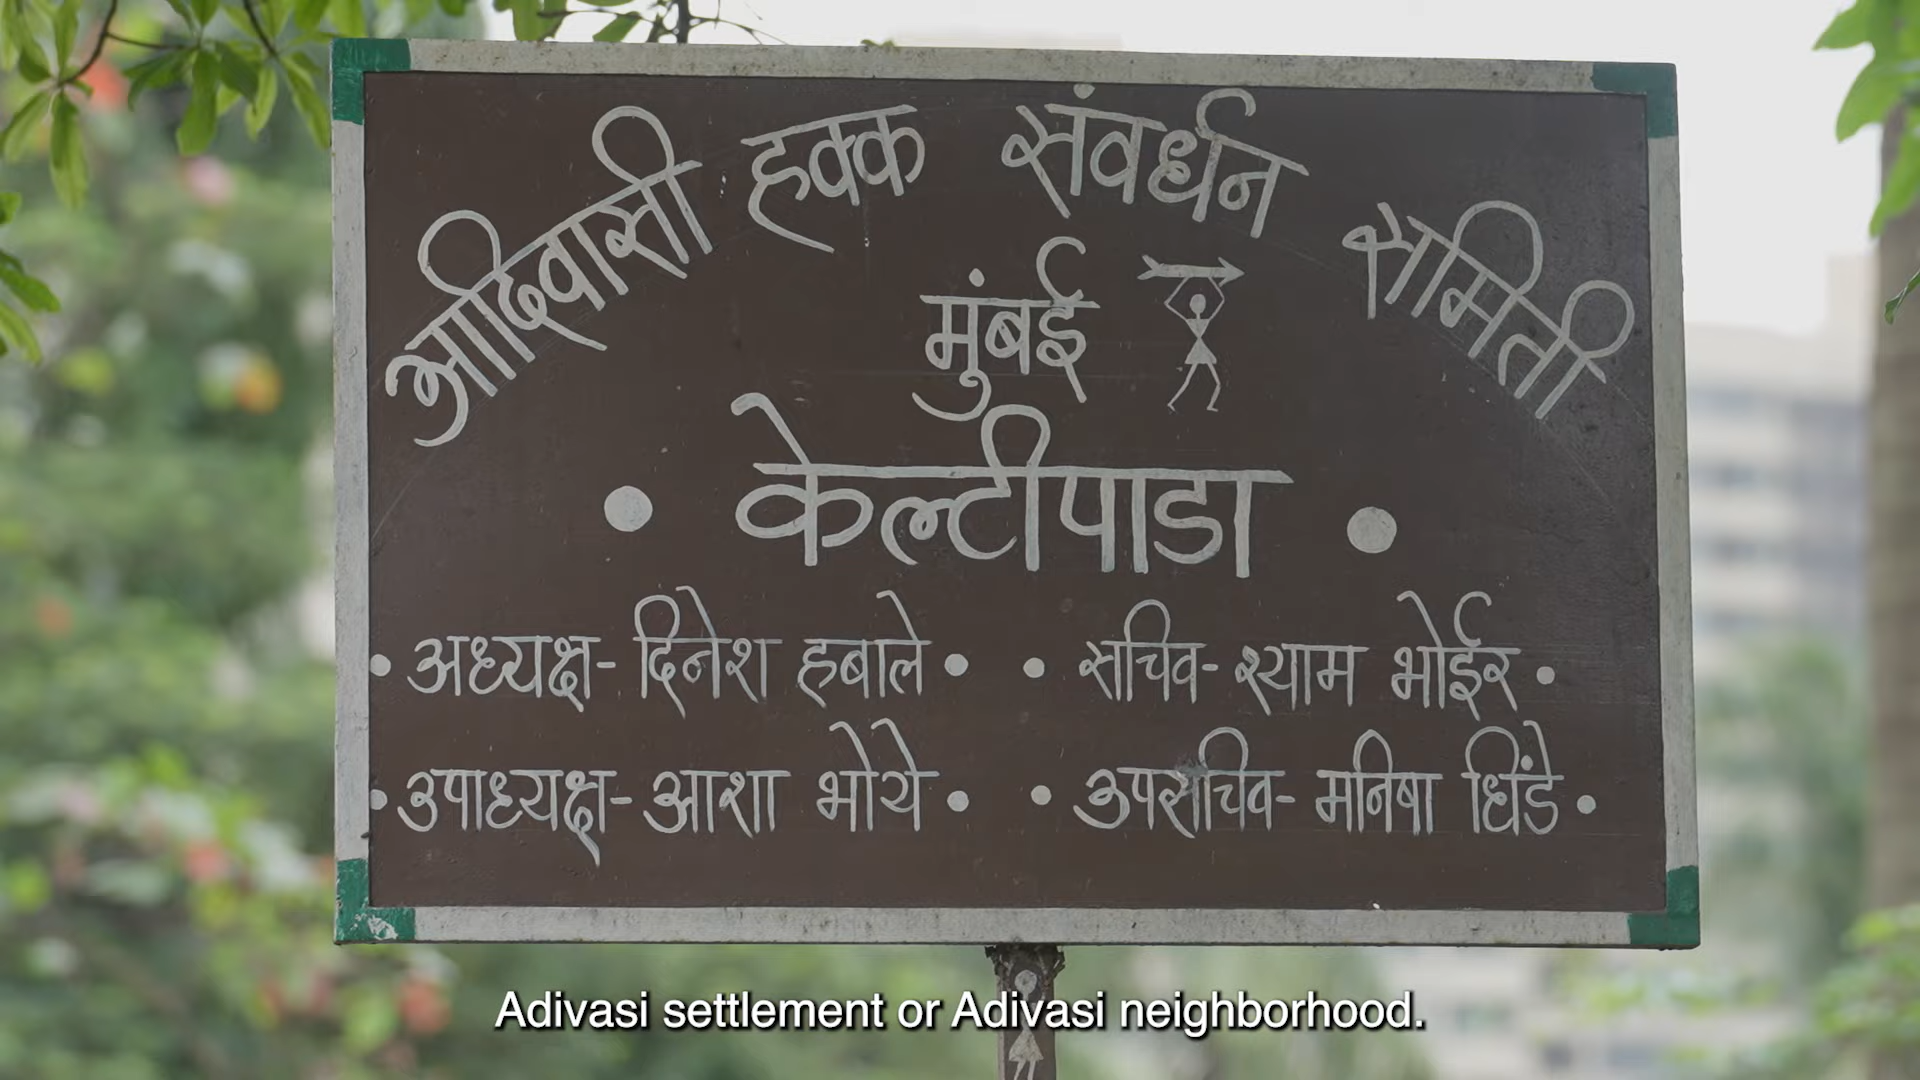 आदिवासी हक्क संवर्धन समिती
मुंबई
• केल्टीपाडा •
• अध्यक्ष- दिनेश हबाले •
• सचिव- श्याम भोईर •
• उपाध्यक्ष- आशा भोये •
• उपसचिव- मनिषा धिंडे •
Adivasi settlement or Adivasi neighborhood.